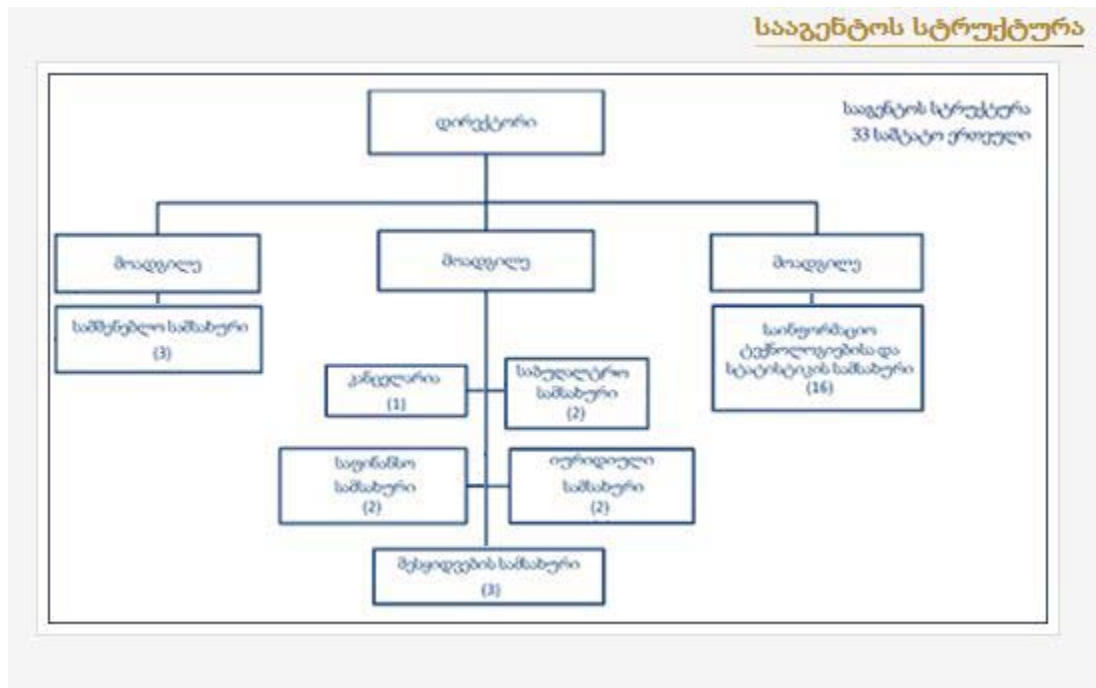 სააგენტოს სტრუქტურა
სააგენტოს სტრუქტურა
33 საშტატო ერთეული
დირექტორი
მოადგილე
მოადგილე
მოადგილე
სამშენებლო სამსახური
(3)
საინფორმაციო
ტექნოლოგიებისა და
სტატისტიკის სამსახური
(16)
კანცელარია
(1)
საბუღალტრო
სამსახური
(2)
საფინანსო
სამსახური
(2)
იურიდიული
სამსახური
(2)
შესყიდვების სამსახური
(3)